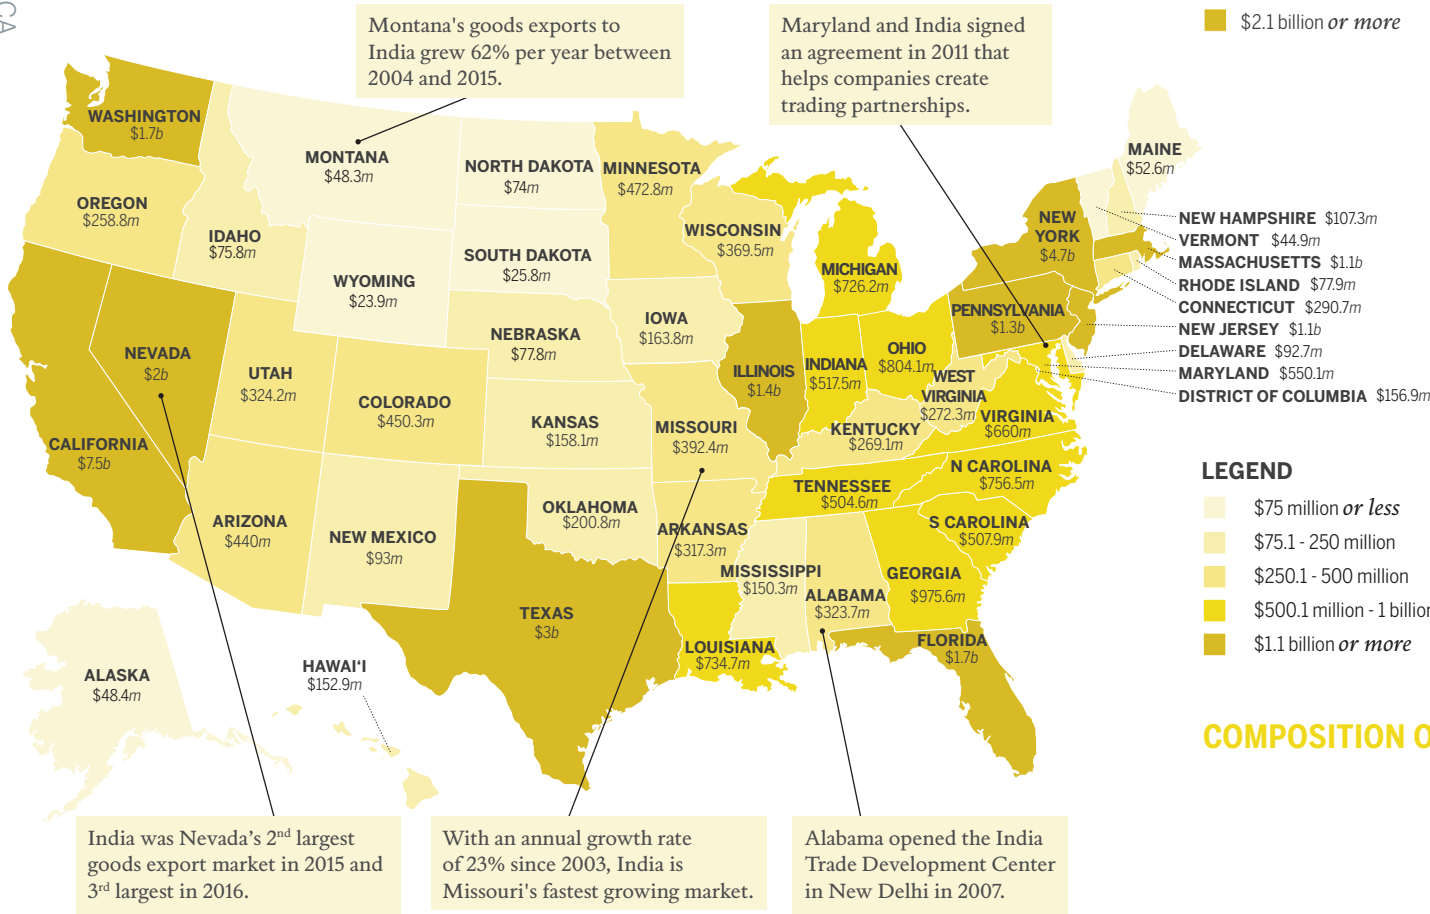 CA
Montana's goods exports to
India grew 62% per year between
2004 and 2015.
Maryland and India signed
an agreement in 2011 that
helps companies create
trading partnerships.
$2.1 billion or more
WASHINGTON
$1.7b
OREGON
$258.8m
IDAHO
$75.8m
MONTANA
$48.3m
WYOMING
$23.9m
NORTH DAKOTA
$74m
SOUTH DAKOTA
$25.8m
NEBRASKA
$77.8m
MINNESOTA
$472.8m
WISCONSIN
$369.5m
IOWA
$163.8m
MICHIGAN
$726.2m
NEW
YORK
$4.7b
PENNSYLVANIA
$1.3b
MAINE
$52.6m
NEW HAMPSHIRE $107.3m
VERMONT $44.9m
MASSACHUSETTS $1.1b
RHODE ISLAND $77.9m
CONNECTICUT $290.7m
NEW JERSEY $1.1b
DELAWARE $92.7m
MARYLAND $550.1m
DISTRICT OF COLUMBIA $156.9m
NEVADA
$2b
UTAH
$324.2m
COLORADO
$450.3m
KANSAS
$158.1m
MISSOURI
$392.4m
ILLINOIS
$1.4b
INDIANA
$517.5m
OHIO
$804.1m
WEST
VIRGINIA
$272.3m
VIRGINIA
$660m
KENTUCKY
$269.1m
CALIFORNIA
$7.5b
ARIZONA
$440m
NEW MEXICO
$93m
OKLAHOMA
$200.8m
ARKANSAS
$317.3m
TENNESSEE
$504.6m
N CAROLINA
$756.5m
S CAROLINA
$507.9m
GEORGIA
$975.6m
MISSISSIPPI
$150.3m
ALABAMA
$323.7m
TEXAS
$3b
LOUISIANA
$734.7m
FLORIDA
$1.7b
ALASKA
$48.4m
HAWAI‘I
$152.9m
LEGEND
$75 million or less
$75.1 - 250 million
$250.1 - 500 million
$500.1 million - 1 billion
$1.1 billion or more
COMPOSITION O
India was Nevada’s 2nd largest
goods export market in 2015 and
3rd largest in 2016.
With an annual growth rate
of 23% since 2003, India is
Missouri's fastest growing market.
Alabama opened the India
Trade Development Center
in New Delhi in 2007.